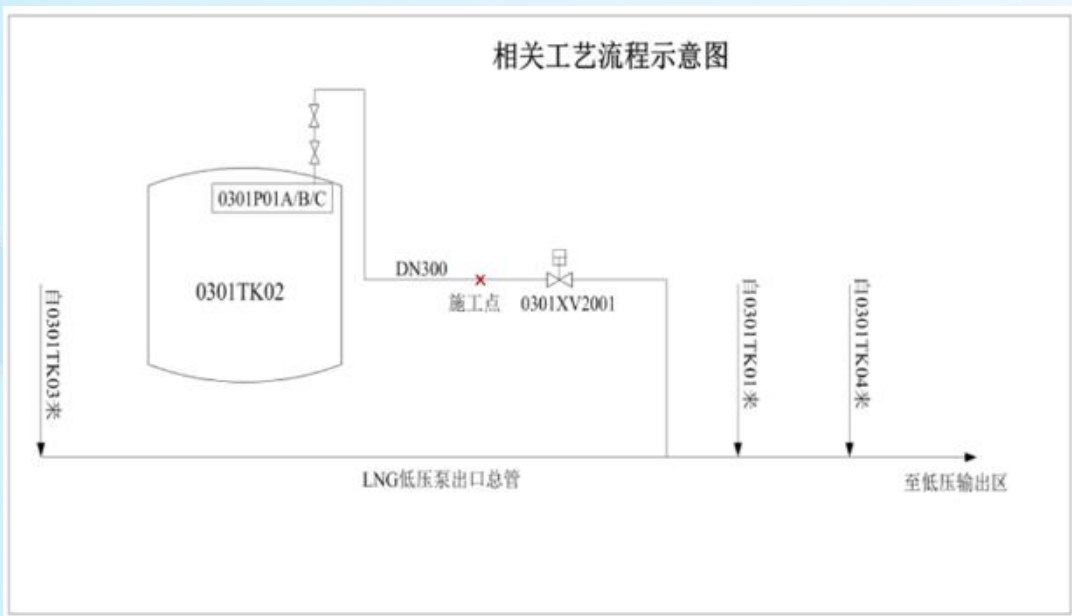 相关工艺流程示意图
0301P01A/B/C
0301TK02
DN300
施工点
0301XV2001
自0301TK03来
自0301TK01来
自0301TK04来
LNG低压泵出口总管
至低压输出区